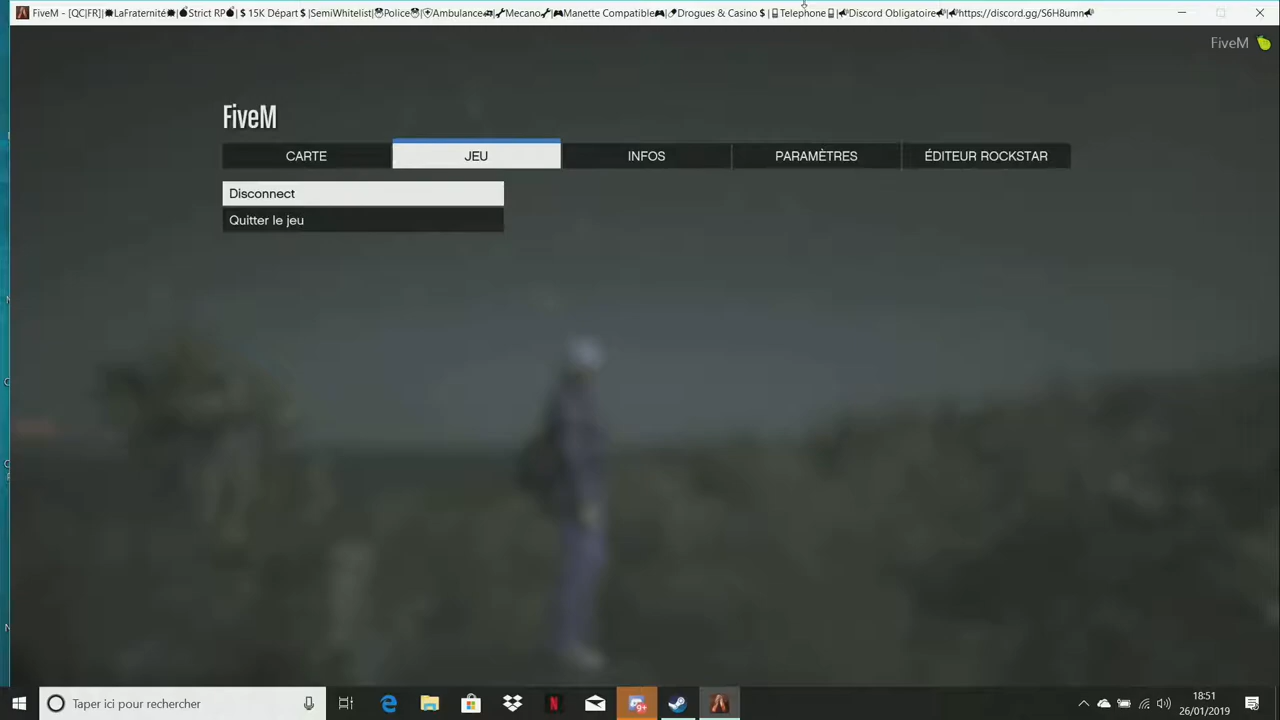 FiveM - [QC|FR]|✹LaFraternité✹|💣Strict RP💣|$ 15K Départ $|SemiWhitelist|👮Police👮|⛨Ambulance🚑|🔧Mecano🔧|🎮Manette Compatible🎮|💊Drogues & Casino $|📱Telephone📱|📣Discord Obligatoire📣|📣https://discord.gg/S6H8umn📣
FiveM
FiveM
CARTE
JEU
INFOS
PARAMÈTRES
ÉDITEUR ROCKSTAR
Disconnect
Quitter le jeu
Taper ici pour rechercher
9+
18:51
26/01/2019